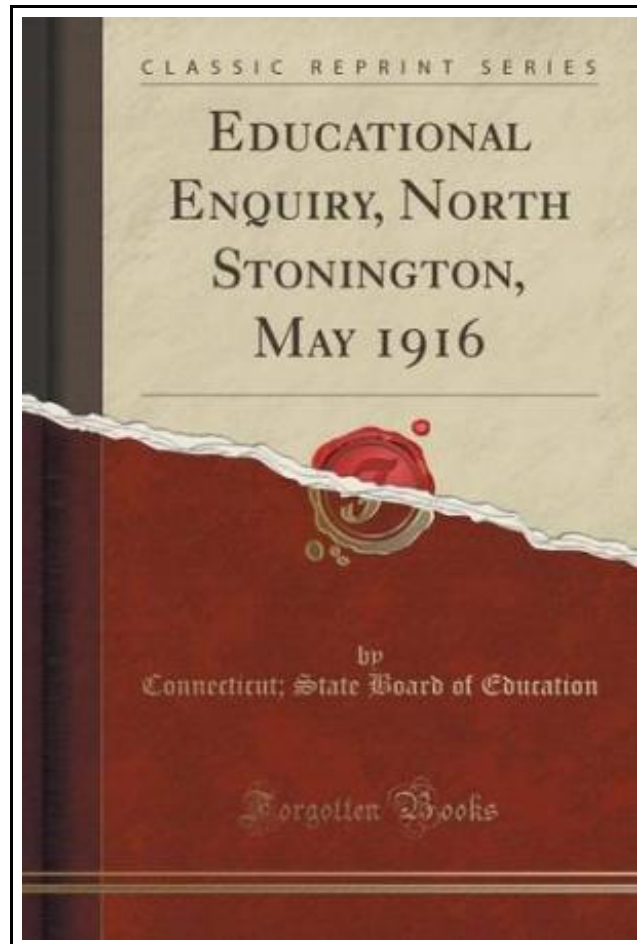 CLASSIC REPRINT SERIES
EDUCATIONAL
ENQUIRY, NORTH
STONINGTON,
MAY 1916
F
by
Connecticut; State Board of Education
Forgotten Books